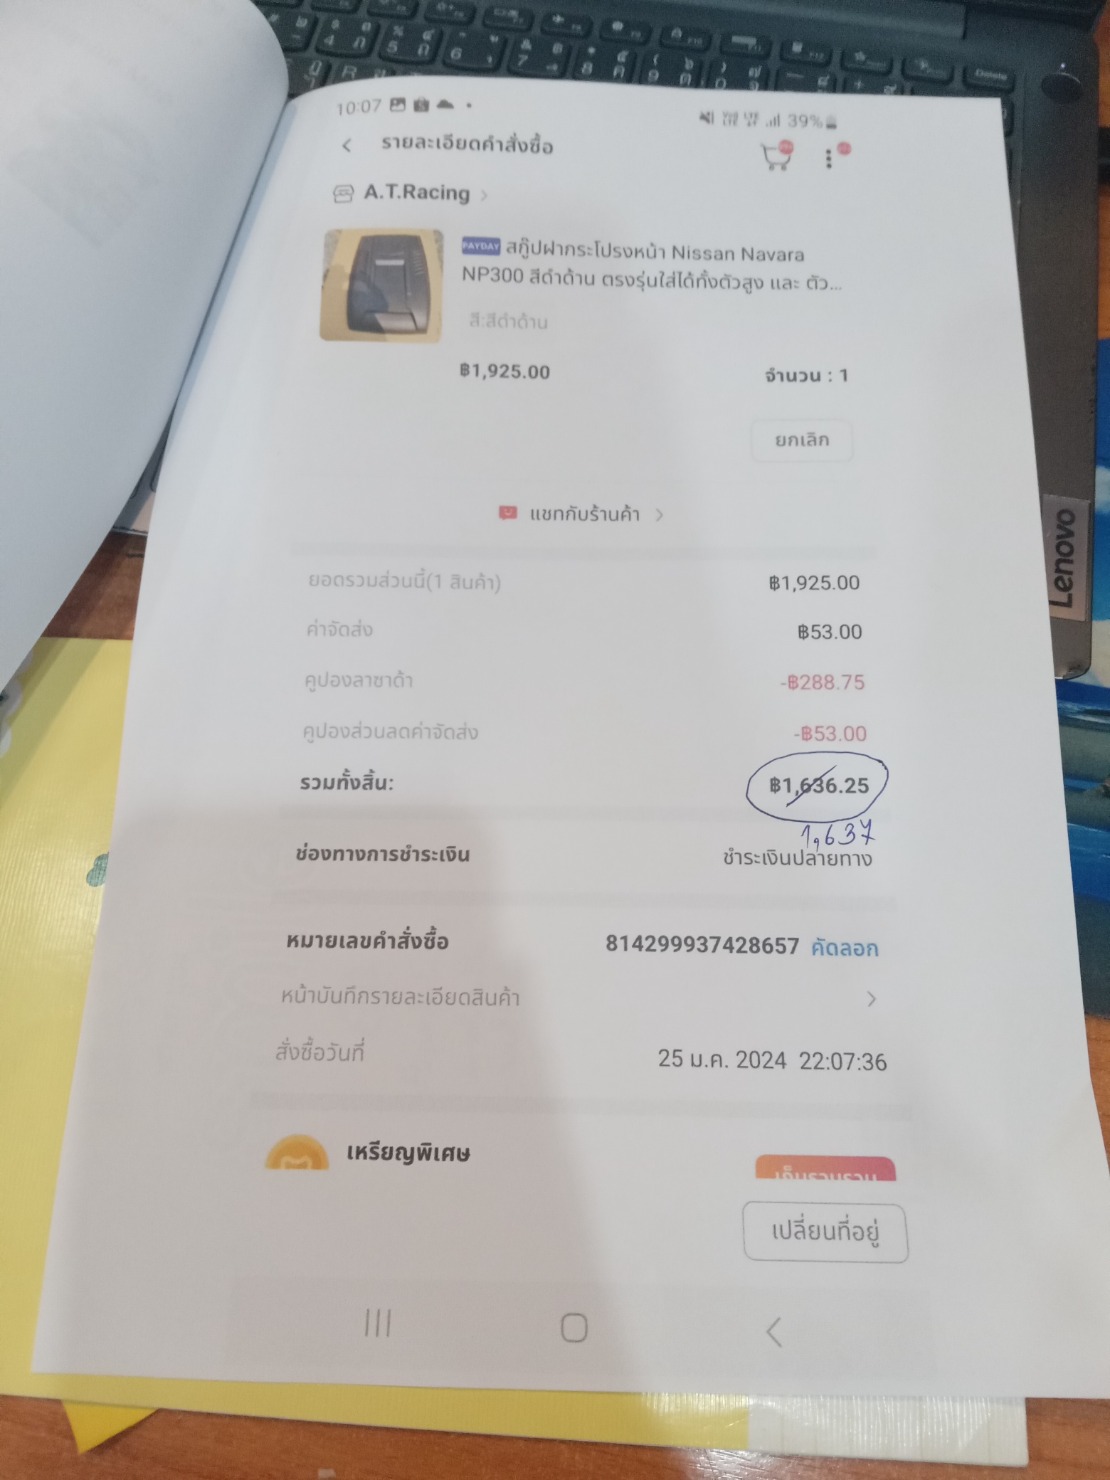 10:07
39%
รายละเอียดคำสั่งซื้อ
A.T.Racing
PAYDAY สกู๊ปฝากระโปรงหน้า Nissan Navara
NP300 สีดำด้าน ตรงรุ่นใส่ได้ทั้งตัวสูง และ ตัว...
สี:สีดำด้าน
฿1,925.00 จำนวน : 1
ยกเลิก
แชทกับร้านค้า
ยอดรวมส่วนนี้(1 สินค้า) ฿1,925.00
ค่าจัดส่ง ฿53.00
คูปองลาซาด้า -฿288.75
คูปองส่วนลดค่าจัดส่ง -฿53.00
รวมทั้งสิ้น: ฿1,636.25
1,637
ช่องทางการชำระเงิน ชำระเงินปลายทาง
หมายเลขคำสั่งซื้อ 814299937428657 คัดลอก
หน้าบันทึกรายละเอียดสินค้า
สั่งซื้อวันที่ 25 ม.ค. 2024 22:07:36
เหรียญพิเศษ
เปลี่ยนที่อยู่
Lenovo